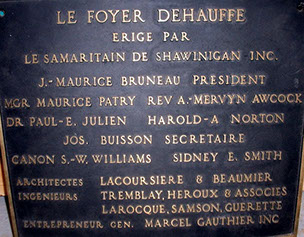 LE FOYER DEHAUFFE
ERIGE PAR
LE SAMARITAIN DE SHAWINIGAN INC.
J.-MAURICE BRUNEAU PRESIDENT
MGR MAURICE PATRY REV A.-MERVYN AWCOCK
DR PAUL-E. JULIEN HAROLD-A NORTON
JOS. BUISSON SECRETAIRE
CANON S.-W. WILLIAMS SIDNEY E. SMITH
ARCHITECTES LACOURSIERE & BEAUMIER
INGENIEURS TREMBLAY, HEROUX & ASSOCIES
LAROCQUE, SAMSON, GUERETTE
ENTREPRENEUR GEN. MARCEL GAUTHIER INC